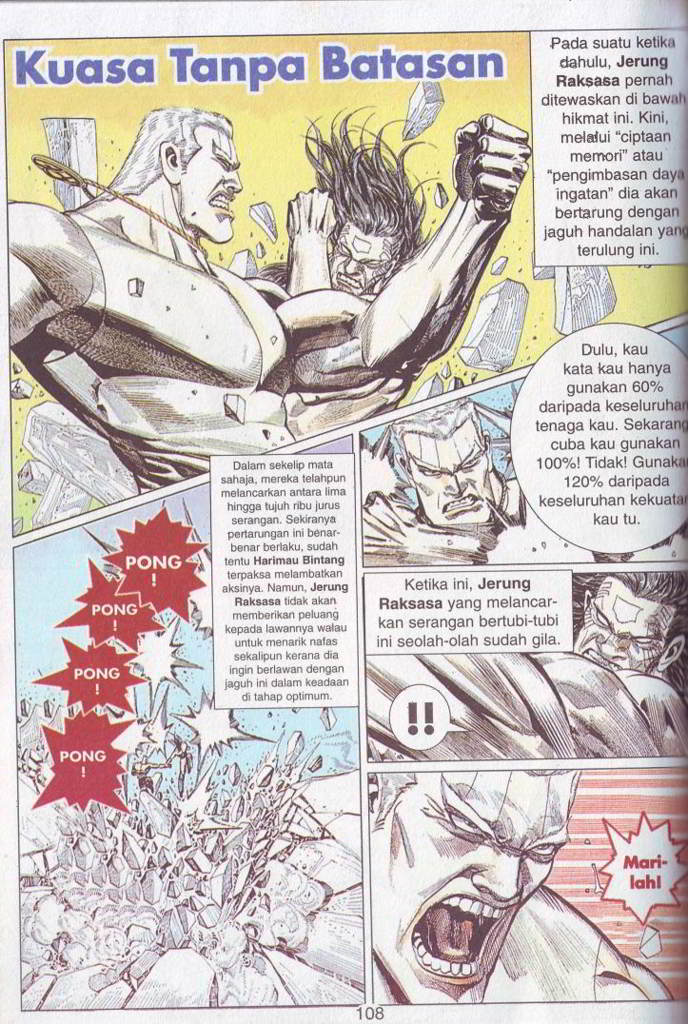 Kuasa Tanpa Batasan
Pada suatu ketika
dahulu, Jerung
Raksasa pernah
ditewaskan di bawah
hikmat ini. Kini,
melalui "ciptaan
memori" atau
"pengimbasan daya
ingatan" dia akan
bertarung dengan
jaguh handalan yang
terulung ini.
Dulu, kau
kata kau hanya
gunakan 60%
daripada keseluruhan
tenaga kau. Sekarang
cuba kau gunakan
100%! Tidak! Gunakan
120% daripada
keseluruhan kekuatan
kau tu.
Dalam sekelip mata
sahaja, mereka telahpun
melancarkan antara lima
hingga tujuh ribu jurus
serangan. Sekiranya
pertarungan ini benar-
benar berlaku, sudah
tentu Harimau Bintang
terpaksa melambatkan
aksinya. Namun, Jerung
Raksasa tidak akan
memberikan peluang
kepada lawannya walau
untuk menarik nafas
sekalipun kerana dia
ingin berlawan dengan
jaguh ini dalam keadaan
di tahap optimum.
PONG
!
PONG
!
PONG
!
PONG
!
Ketika ini, Jerung
Raksasa yang melancar-
kan serangan bertubi-tubi
ini seolah-olah sudah gila.
!!
Mari-
lah!
108